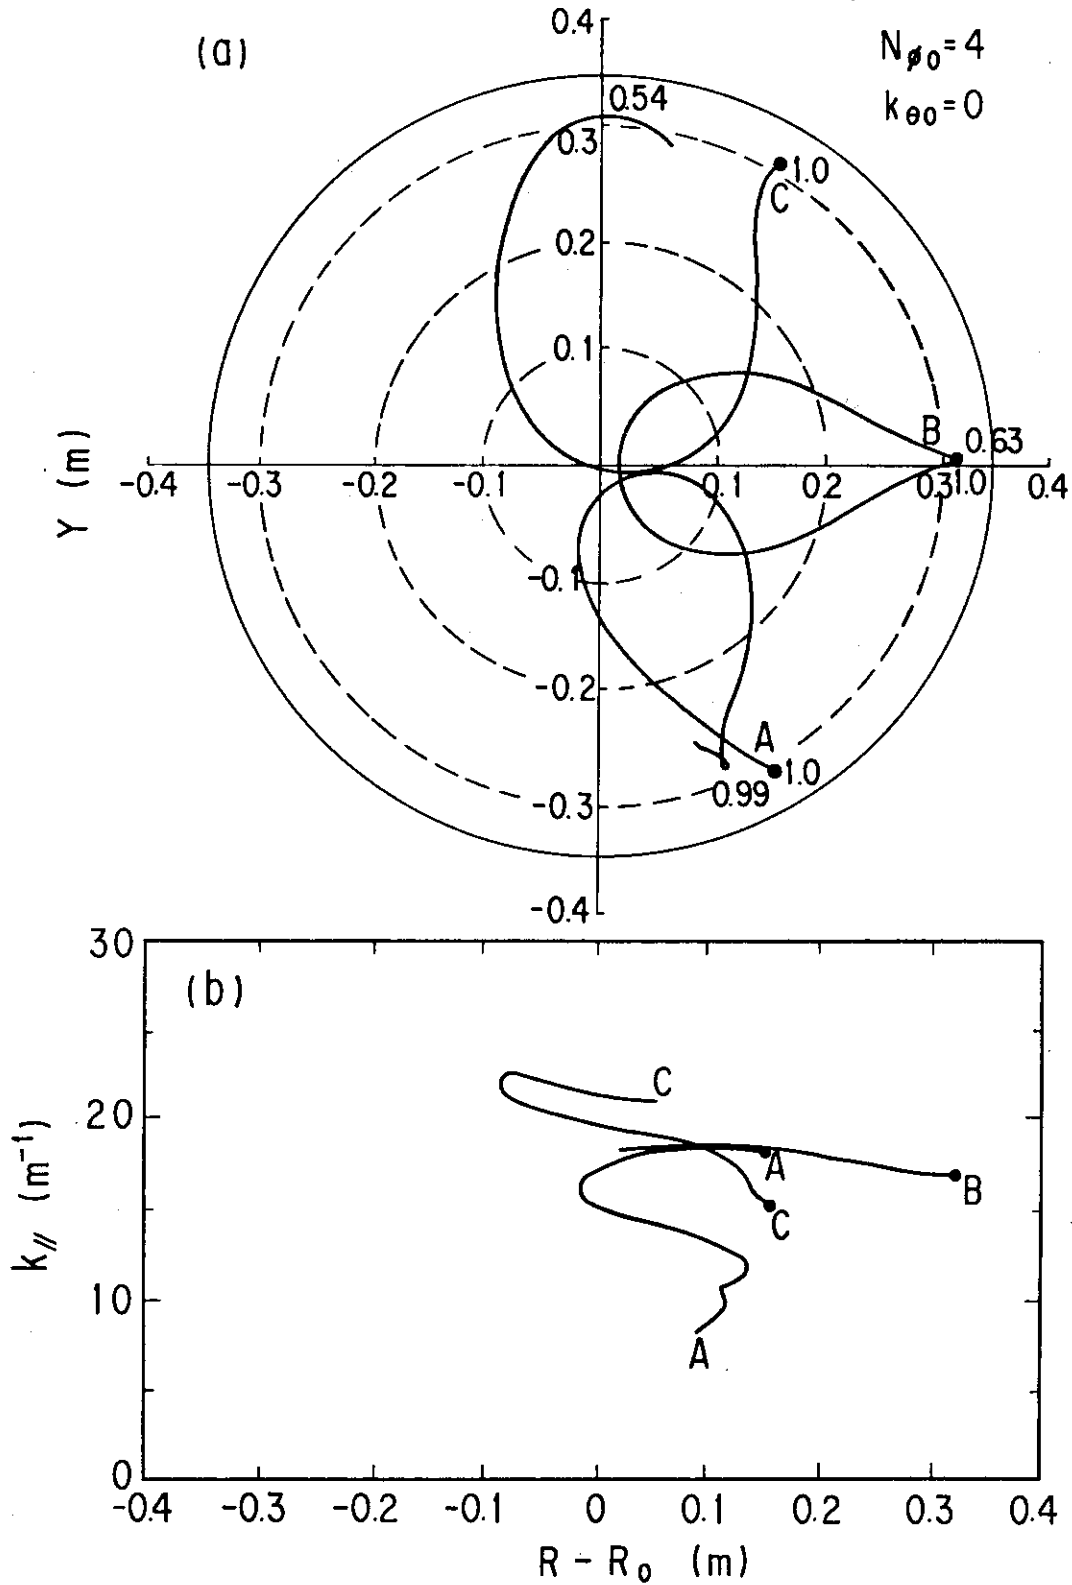 (a)
0.4
N_φ0 = 4
k_θ0 = 0
0.54
0.3
1.0
C
0.2
0.1
B
0.63
Y (m)
-0.4 -0.3 -0.2 -0.1 0.1 0.2 0.3 1.0 0.4
-0.1
-0.2
A
1.0
0.99
-0.3
-0.4
(b)
30
20
10
0
k_// (m⁻¹)
C
A
B
C
A
-0.4 -0.3 -0.2 -0.1 0 0.1 0.2 0.3 0.4
R - R₀ (m)